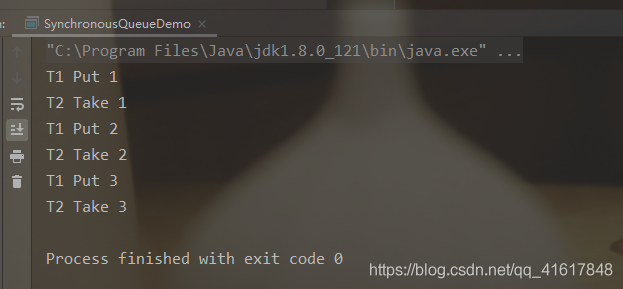 n: SynchronousQueueDemo
"C:\Program Files\Java\jdk1.8.0_121\bin\java.exe" ...
T1 Put 1
T2 Take 1
T1 Put 2
T2 Take 2
T1 Put 3
T2 Take 3
Process finished with exit code 0
https://blog.csdn.net/qq_41617848